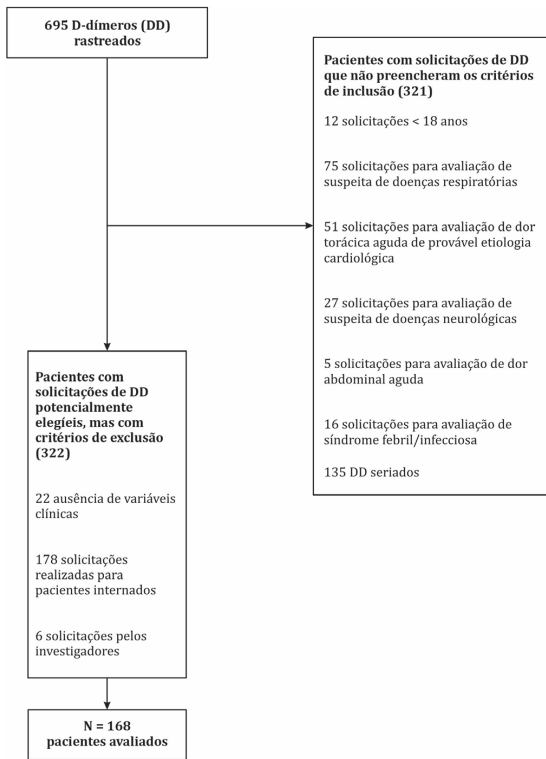 695 D-dímeros (DD)
rastreados
Pacientes com solicitações de DD
que não preencheram os critérios
de inclusão (321)
12 solicitações < 18 anos
75 solicitações para avaliação de
suspeita de doenças respiratórias
51 solicitações para avaliação de dor
torácica aguda de provável etiologia
cardiológica
27 solicitações para avaliação de
suspeita de doenças neurológicas
5 solicitações para avaliação de dor
abdominal aguda
16 solicitações para avaliação de
síndrome febril/infecciosa
135 DD seriados
Pacientes com
solicitações de DD
potencialmente
elegíeis, mas com
critérios de exclusão
(322)
22 ausência de variáveis
clínicas
178 solicitações
realizadas para
pacientes internados
6 solicitações pelos
investigadores
N = 168
pacientes avaliados